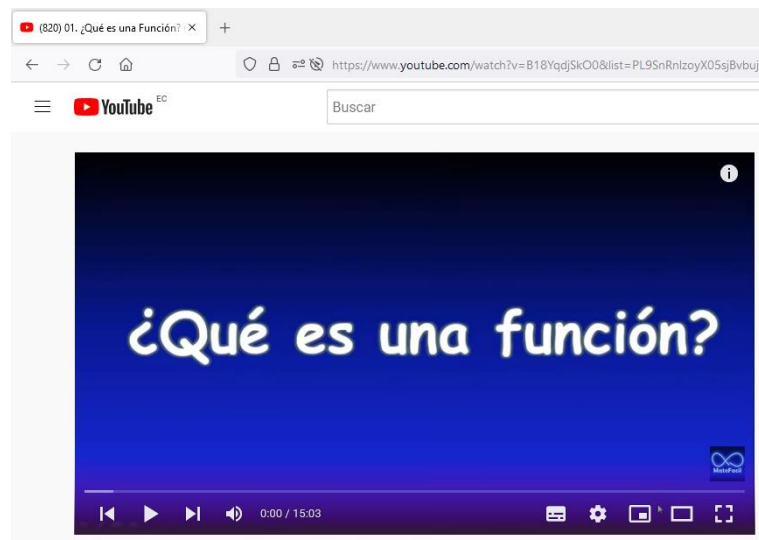 (820) 01. ¿Qué es una Función?
https://www.youtube.com/watch?v=B18YqdjSkO0&list=PL9SnRnlzoyX05sjBvbuj
YouTube EC
Buscar
¿Qué es una función?
MateFacil
0:00 / 15:03